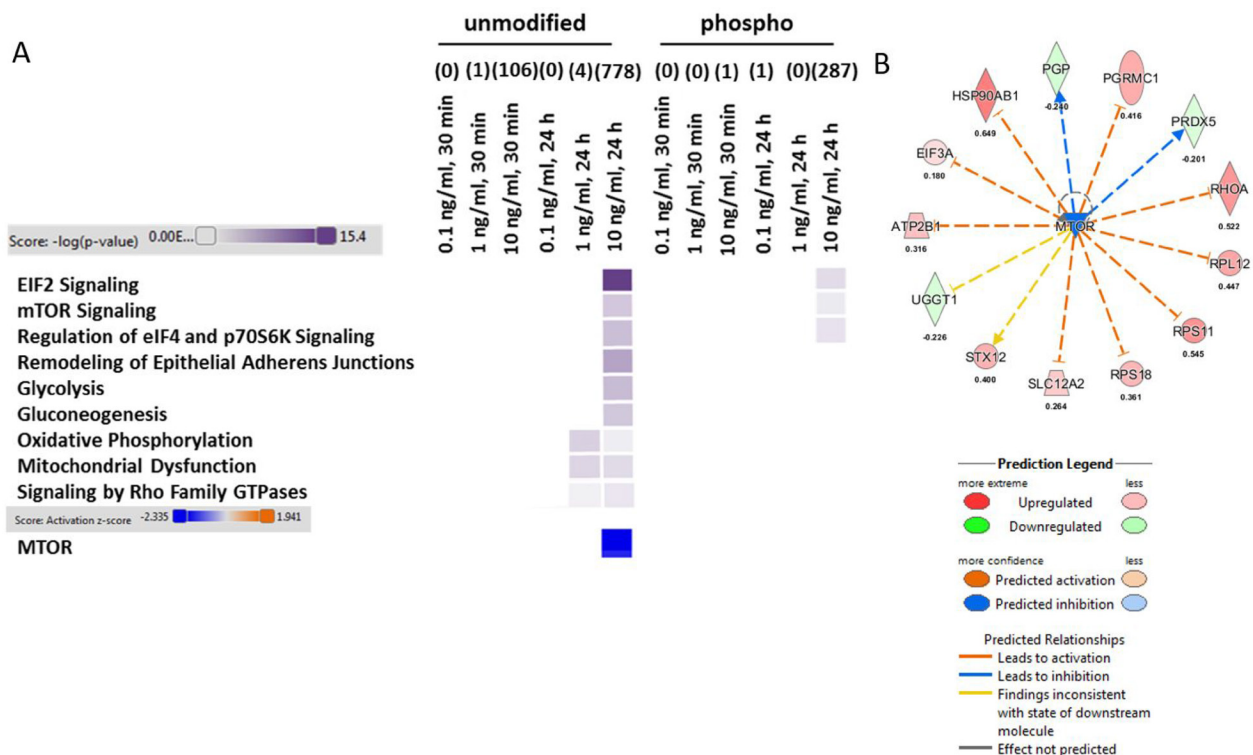 A
unmodified
phospho
(0) (1) (106) (0) (4) (778)
(0) (0) (1) (1) (0) (287)
0.1 ng/ml, 30 min
1 ng/ml, 30 min
10 ng/ml, 30 min
0.1 ng/ml, 24 h
1 ng/ml, 24 h
10 ng/ml, 24 h
0.1 ng/ml, 30 min
1 ng/ml, 30 min
10 ng/ml, 30 min
0.1 ng/ml, 24 h
1 ng/ml, 24 h
10 ng/ml, 24 h
Score: -log(p-value) 0.00E... 15.4
EIF2 Signaling
mTOR Signaling
Regulation of eIF4 and p70S6K Signaling
Remodeling of Epithelial Adherens Junctions
Glycolysis
Gluconeogenesis
Oxidative Phosphorylation
Mitochondrial Dysfunction
Signaling by Rho Family GTPases
Score: Activation z-score -2.335 1.941
MTOR
B
PGP
-0.240
PGRMC1
0.416
HSP90AB1
0.649
PRDX5
-0.201
EIF3A
0.180
RHOA
0.522
ATP2B1
0.316
MTOR
RPL12
0.447
UGGT1
-0.226
RPS11
0.545
STX12
0.400
SLC12A2
0.264
RPS18
0.361
Prediction Legend
more extreme less
Upregulated
Downregulated
more confidence less
Predicted activation
Predicted inhibition
Predicted Relationships
Leads to activation
Leads to inhibition
Findings inconsistent
with state of downstream
molecule
Effect not predicted